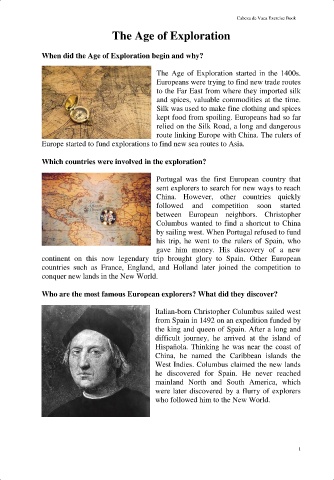 Cabeza de Vaca Exercise Book
The Age of Exploration
When did the Age of Exploration begin and why?
The Age of Exploration started in the 1400s.
Europeans were trying to find new trade routes
to the Far East from where they imported silk
and spices, valuable commodities at the time.
Silk was used to make fine clothing and spices
kept food from spoiling. Europeans had so far
relied on the Silk Road, a long and dangerous
route linking Europe with China. The rulers of
Europe started to fund explorations to find new sea routes to Asia.
Which countries were involved in the exploration?
Portugal was the first European country that
sent explorers to search for new ways to reach
China. However, other countries quickly
followed and competition soon started
between European neighbors. Christopher
Columbus wanted to find a shortcut to China
by sailing west. When Portugal refused to fund
his trip, he went to the rulers of Spain, who
gave him money. His discovery of a new
continent on this now legendary trip brought glory to Spain. Other European
countries such as France, England, and Holland later joined the competition to
conquer new lands in the New World.
Who are the most famous European explorers? What did they discover?
Italian-born Christopher Columbus sailed west
from Spain in 1492 on an expedition funded by
the king and queen of Spain. After a long and
difficult journey, he arrived at the island of
Hispañola. Thinking he was near the coast of
China, he named the Caribbean islands the
West Indies. Columbus claimed the new lands
he discovered for Spain. He never reached
mainland North and South America, which
were later discovered by a flurry of explorers
who followed him to the New World.
1